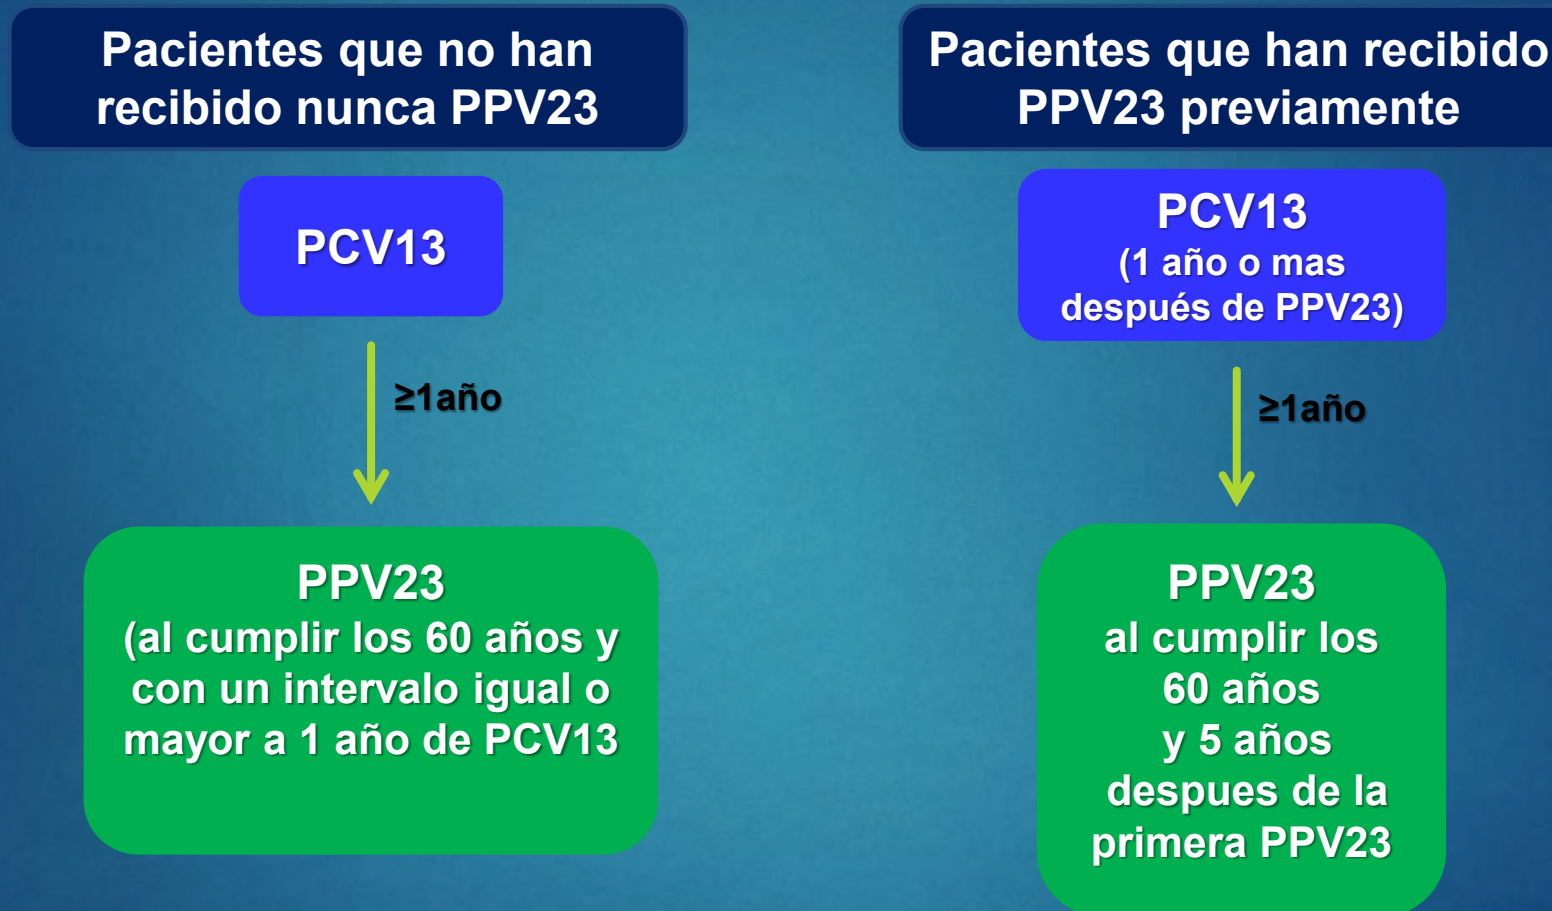 Pacientes que no han
recibido nunca PPV23
PCV13
≥1año
PPV23
(al cumplir los 60 años y
con un intervalo igual o
mayor a 1 año de PCV13
Pacientes que han recibido
PPV23 previamente
PCV13
(1 año o mas
después de PPV23)
≥1año
PPV23
al cumplir los
60 años
y 5 años
despues de la
primera PPV23